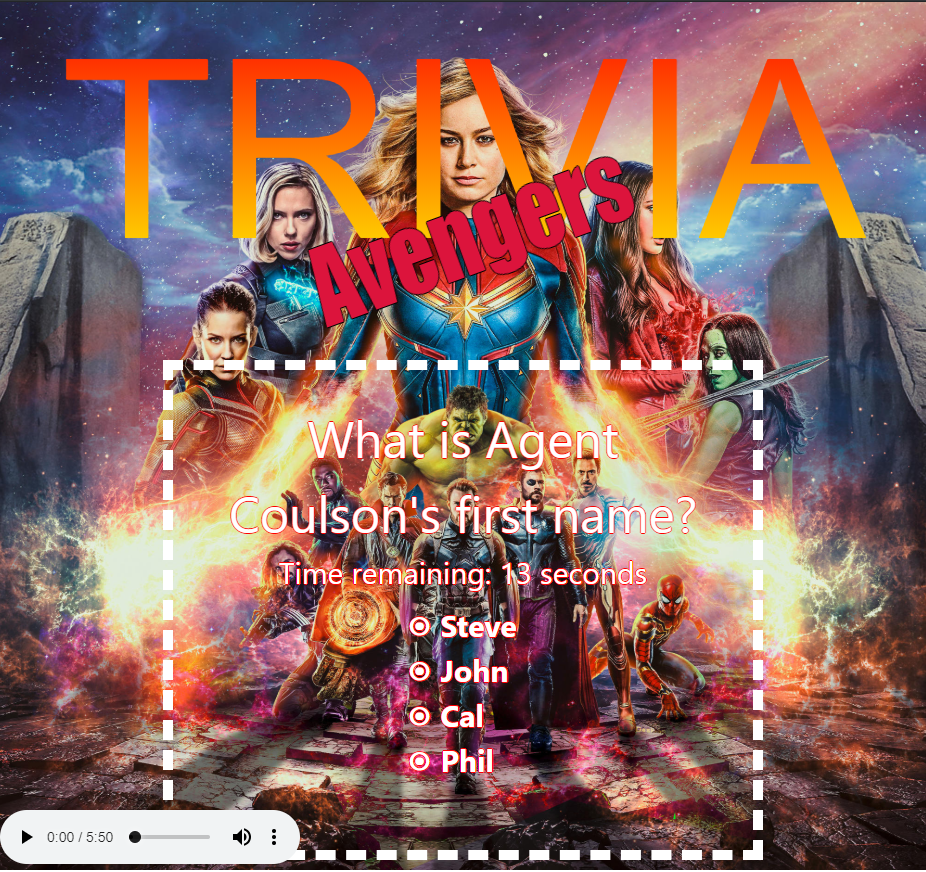 TRIVIA
Avengers
What is Agent
Coulson's first name?
Time remaining: 13 seconds
Steve
John
Cal
Phil
0:00 / 5:50